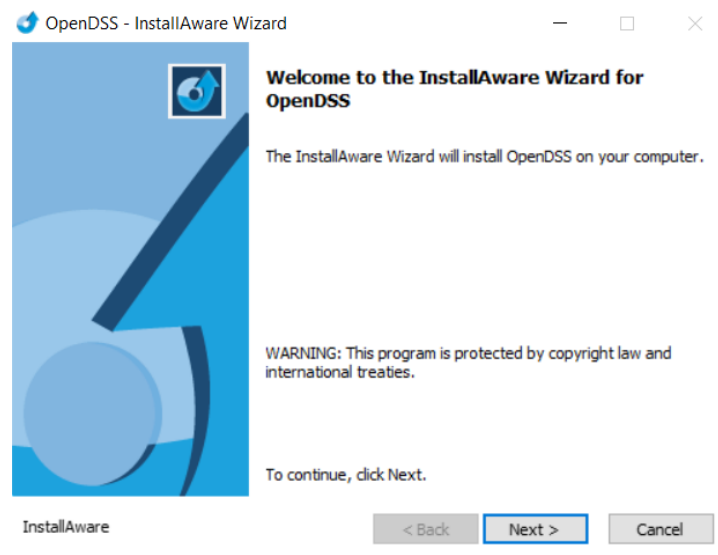 OpenDSS - InstallAware Wizard
Welcome to the InstallAware Wizard for
OpenDSS
The InstallAware Wizard will install OpenDSS on your computer.
WARNING: This program is protected by copyright law and
international treaties.
To continue, click Next.
InstallAware
< Back
Next >
Cancel